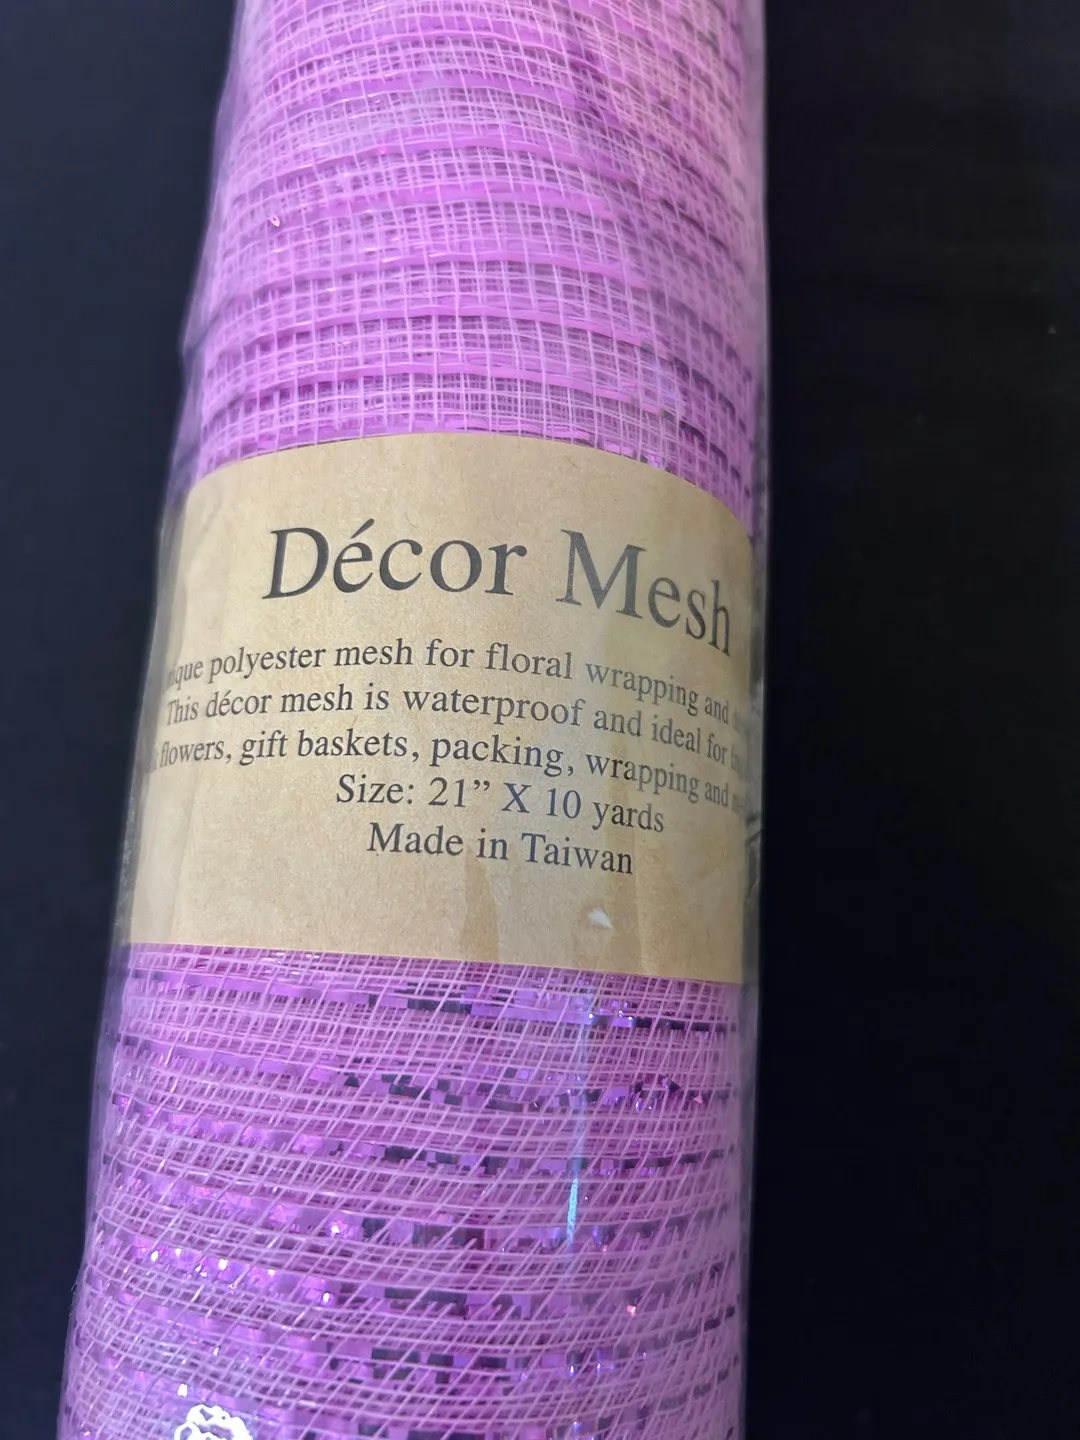 Décor Mesh
polyester mesh for floral wrapping and
This décor mesh is waterproof and ideal for
flowers, gift baskets, packing, wrapping and
Size: 21” X 10 yards
Made in Taiwan